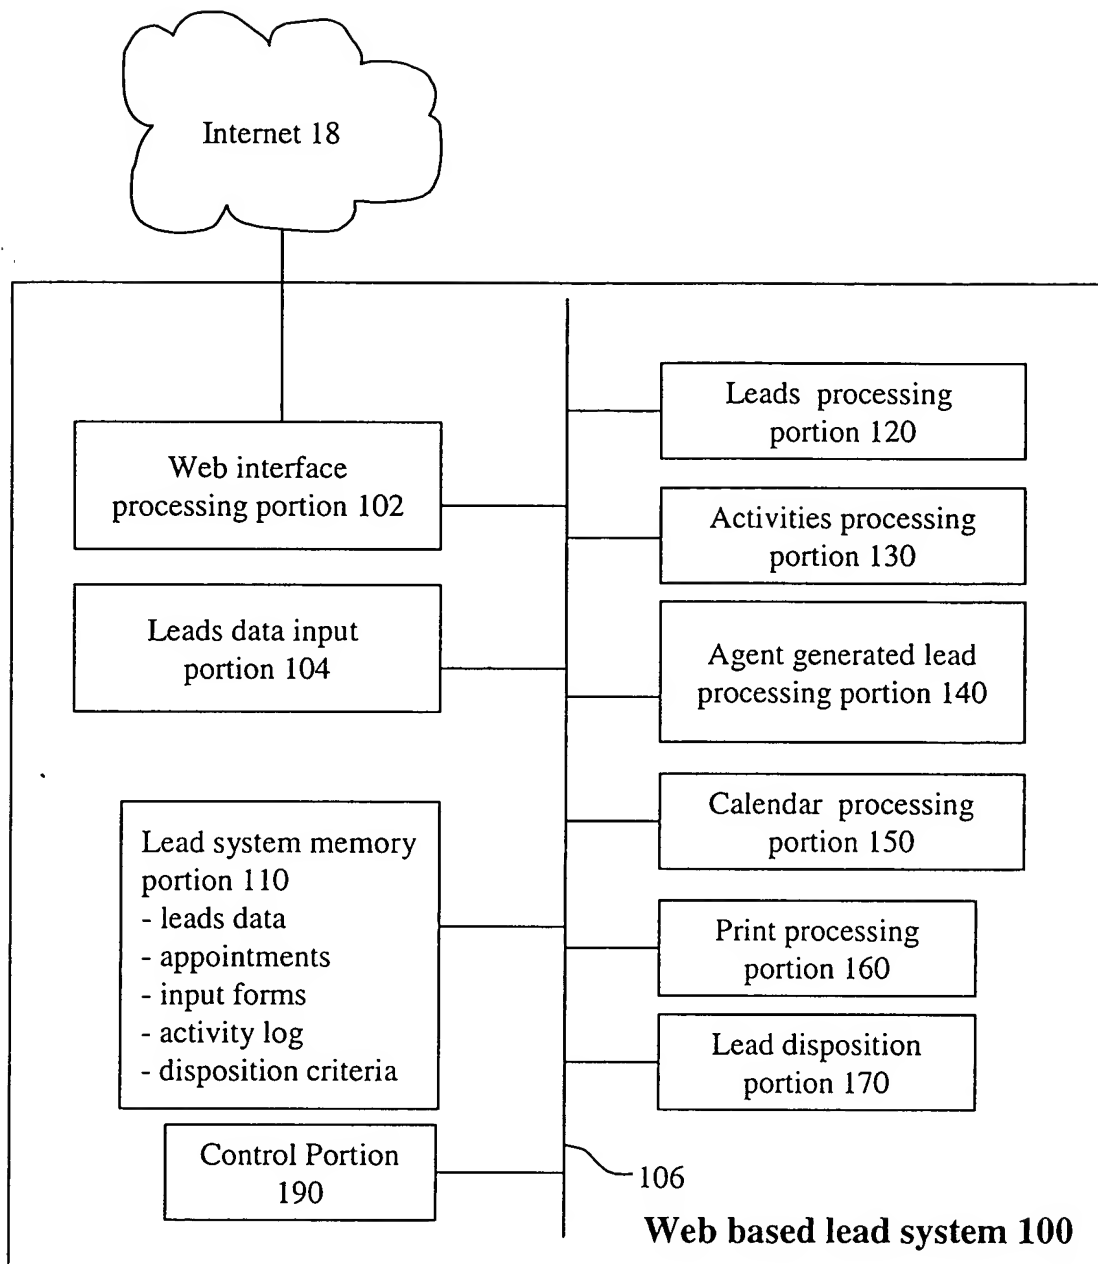 Internet 18
Web interface
processing portion 102
Leads data input
portion 104
Lead system memory
portion 110
- leads data
- appointments
- input forms
- activity log
- disposition criteria
Control Portion
190
Leads processing
portion 120
Activities processing
portion 130
Agent generated lead
processing portion 140
Calendar processing
portion 150
Print processing
portion 160
Lead disposition
portion 170
106
Web based lead system 100